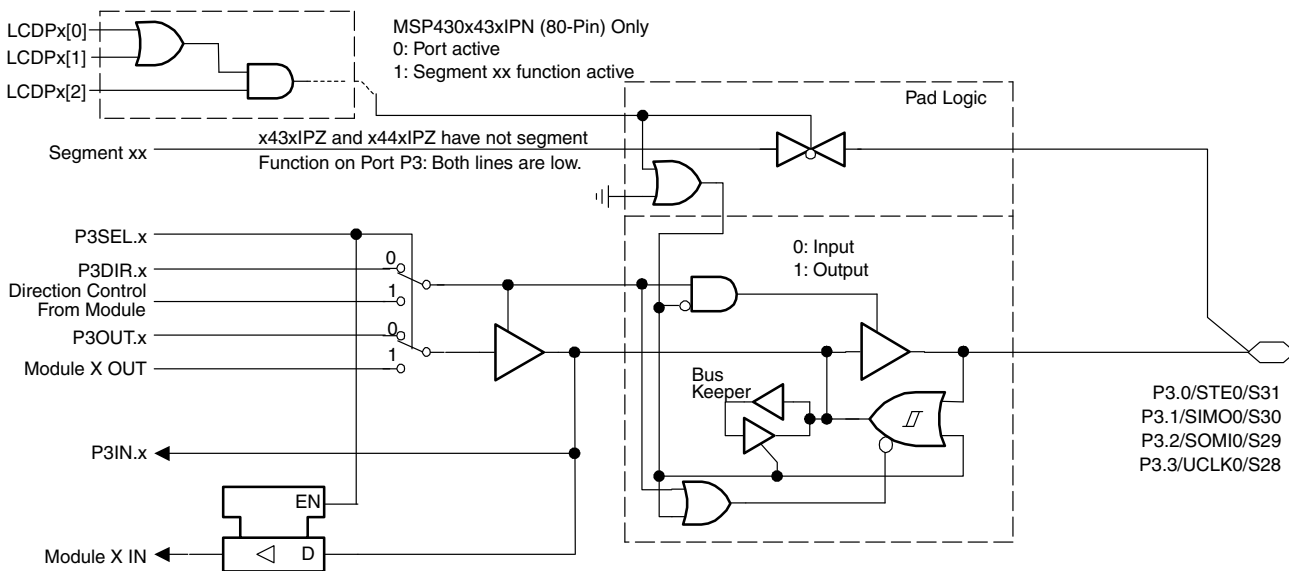 LCDPx[0]
LCDPx[1]
LCDPx[2]
MSP430x43xIPN (80-Pin) Only
0: Port active
1: Segment xx function active
Pad Logic
x43xIPZ and x44xIPZ have not segment
Function on Port P3: Both lines are low.
Segment xx
P3SEL.x
P3DIR.x
Direction Control
From Module
P3OUT.x
Module X OUT
0
1
0
1
0: Input
1: Output
Bus
Keeper
P3.0/STE0/S31
P3.1/SIMO0/S30
P3.2/SOMI0/S29
P3.3/UCLK0/S28
P3IN.x
EN
D
Module X IN